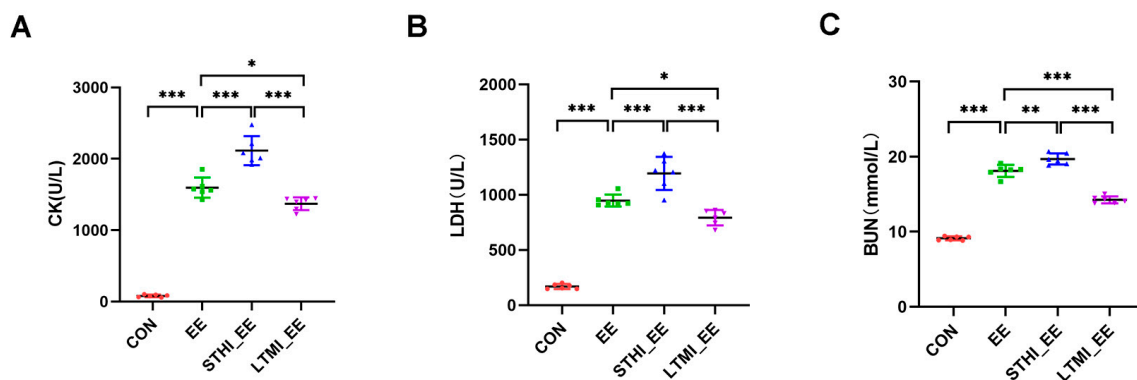 A
CK(U/L)
3000
2000
1000
0
***
***
***
*
CON
EE
STHI_EE
LTMI_EE
B
LDH（U/L）
2000
1500
1000
500
0
***
***
***
*
CON
EE
STHI_EE
LTMI_EE
C
BUN（mmol/L）
30
20
10
0
***
**
***
***
CON
EE
STHI_EE
LTMI_EE